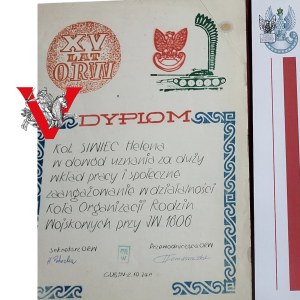 XV
LAT
ORW
DYPLOM
Kol. SIWIEC Helena
w dowód uznania za duży
wkład pracy i społeczne
zaangażowanie w działalności
Koła Organizacji Rodzin
Wojskowych przy JW. 1606
Sekretarz ORW
Przewodnicząca ORW